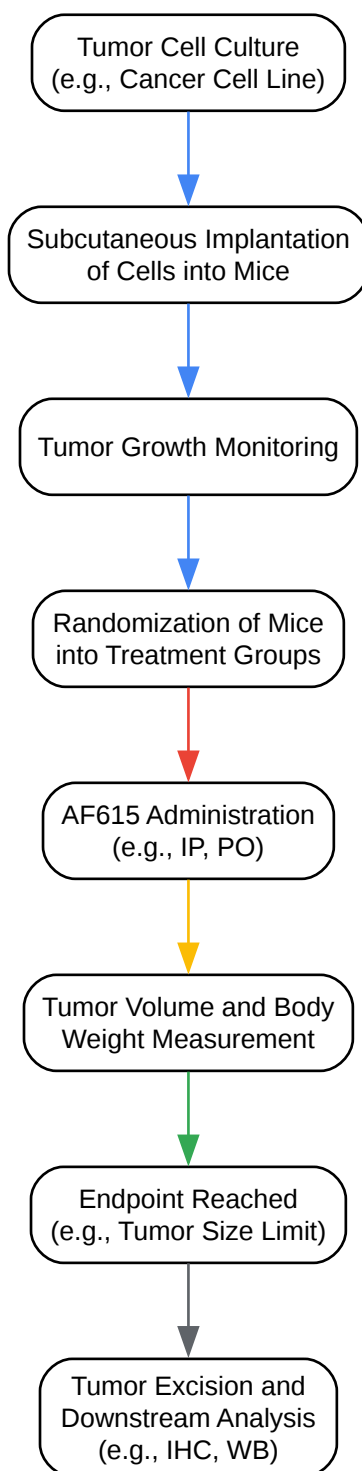 Tumor Cell Culture
(e.g., Cancer Cell Line)
Subcutaneous Implantation
of Cells into Mice
Tumor Growth Monitoring
Randomization of Mice
into Treatment Groups
AF615 Administration
(e.g., IP, PO)
Tumor Volume and Body
Weight Measurement
Endpoint Reached
(e.g., Tumor Size Limit)
Tumor Excision and
Downstream Analysis
(e.g., IHC, WB)